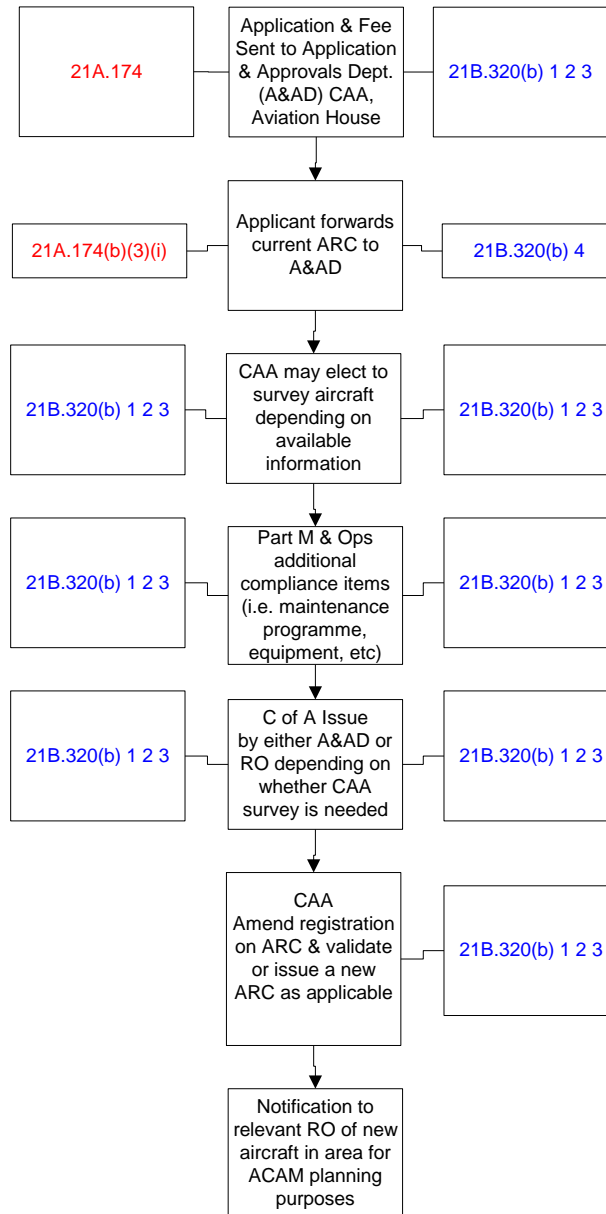 21A.174
Application & Fee
Sent to Application
& Approvals Dept.
(A&AD) CAA,
Aviation House
21B.320(b) 1 2 3
21A.174(b)(3)(i)
Applicant forwards
current ARC to
A&AD
21B.320(b) 4
21B.320(b) 1 2 3
CAA may elect to
survey aircraft
depending on
available
information
21B.320(b) 1 2 3
21B.320(b) 1 2 3
Part M & Ops
additional
compliance items
(i.e. maintenance
programme,
equipment, etc)
21B.320(b) 1 2 3
21B.320(b) 1 2 3
C of A Issue
by either A&AD or
RO depending on
whether CAA
survey is needed
21B.320(b) 1 2 3
CAA
Amend registration
on ARC & validate
or issue a new
ARC as applicable
21B.320(b) 1 2 3
Notification to
relevant RO of new
aircraft in area for
ACAM planning
purposes